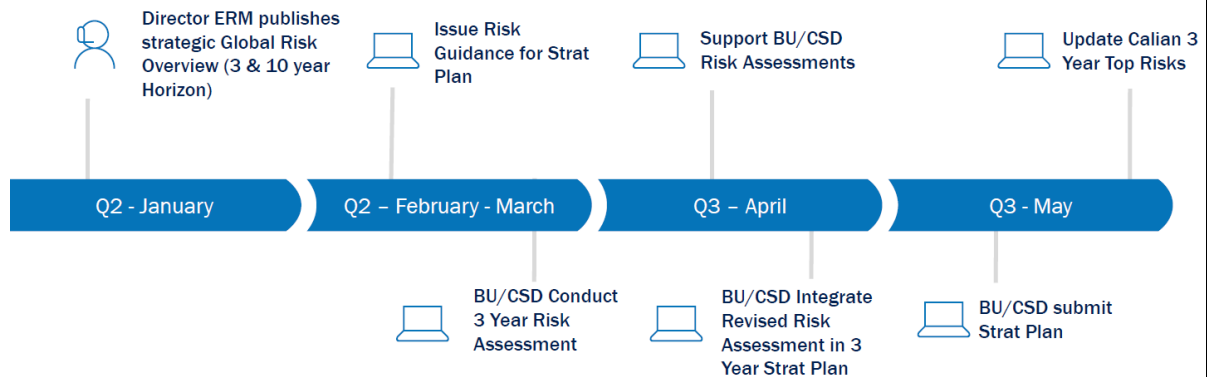 Director ERM publishes
strategic Global Risk
Overview (3 & 10 year
Horizon)
Issue Risk
Guidance for Strat
Plan
Support BU/CSD
Risk Assessments
Update Calian 3
Year Top Risks
Q2 - January
Q2 – February - March
Q3 – April
Q3 - May
BU/CSD Conduct
3 Year Risk
Assessment
BU/CSD Integrate
Revised Risk
Assessment in 3
Year Strat Plan
BU/CSD submit
Strat Plan